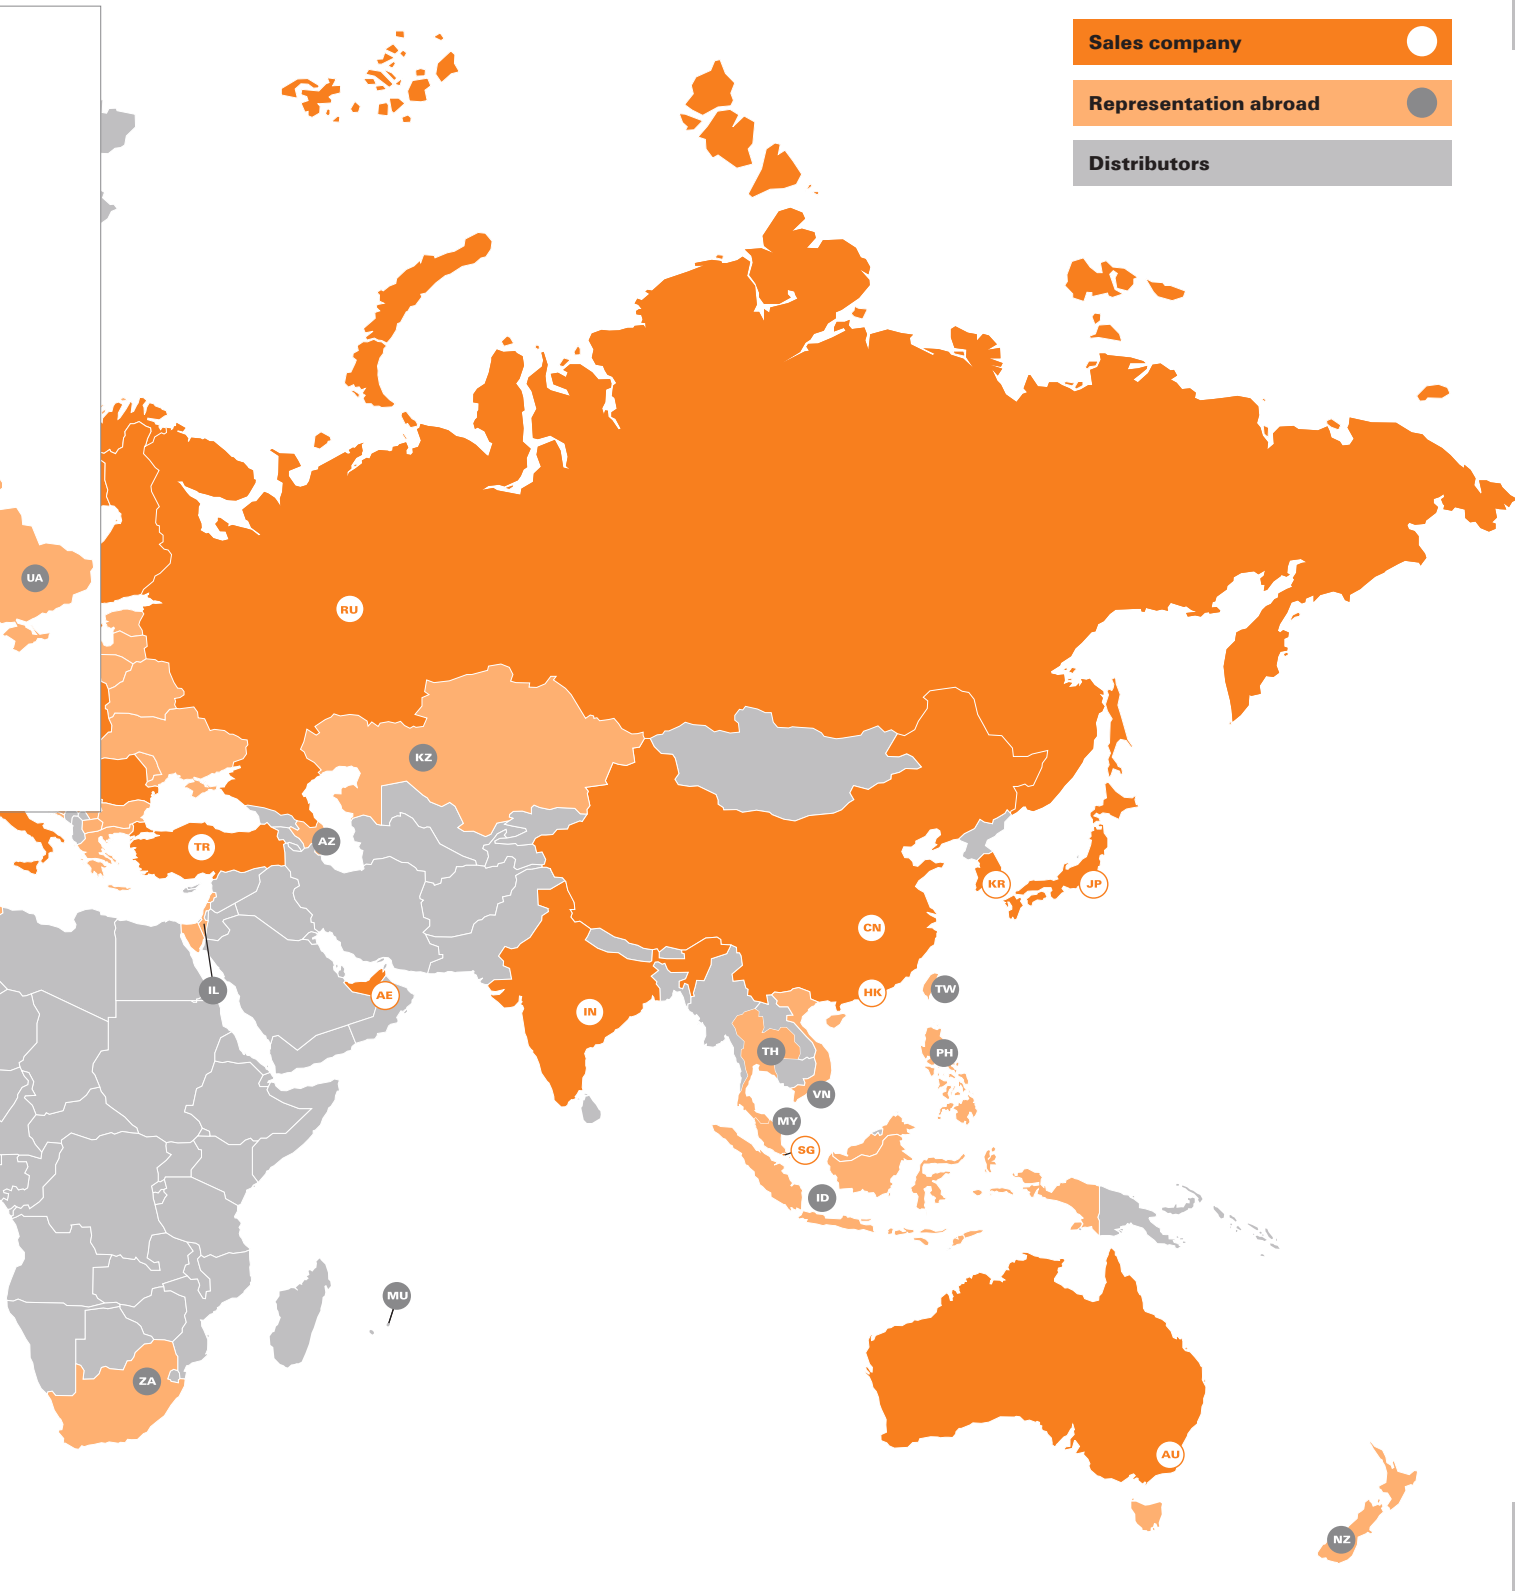 Sales company
Representation abroad
Distributors
UA
RU
KZ
TR
AZ
KR
JP
CN
IL
AE
HK
TW
IN
TH
PH
VN
MY
SG
ID
MU
ZA
AU
NZ